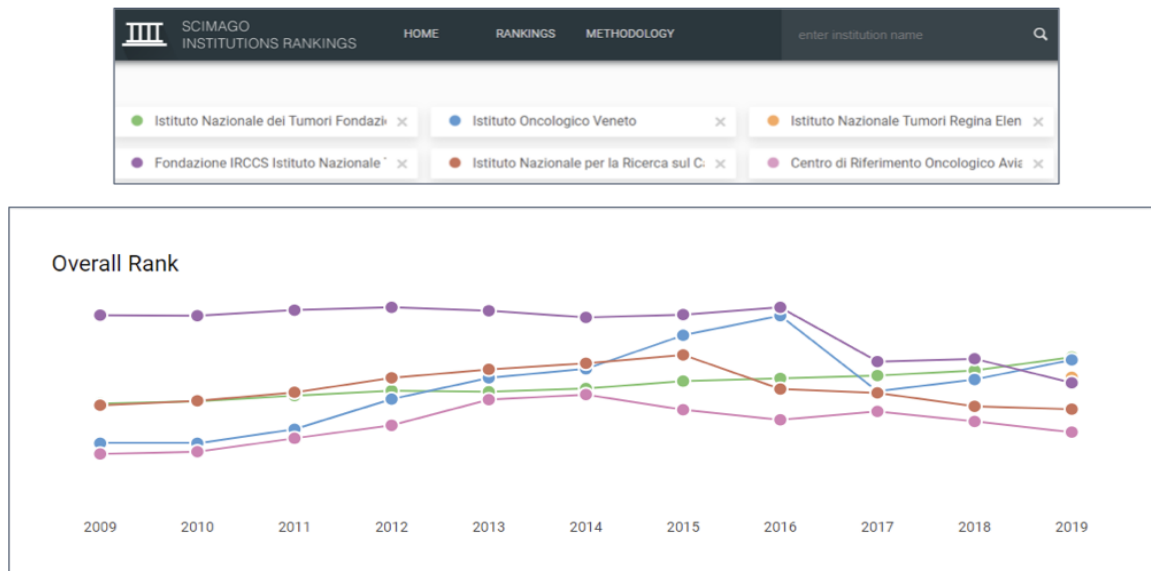 SCIMAGO
INSTITUTIONS RANKINGS
HOME RANKINGS METHODOLOGY
enter institution name
Istituto Nazionale dei Tumori Fondazi
Istituto Oncologico Veneto
Istituto Nazionale Tumori Regina Elen
Fondazione IRCCS Istituto Nazionale
Istituto Nazionale per la Ricerca sul
Centro di Riferimento Oncologico Avia
Overall Rank
2009 2010 2011 2012 2013 2014 2015 2016 2017 2018 2019